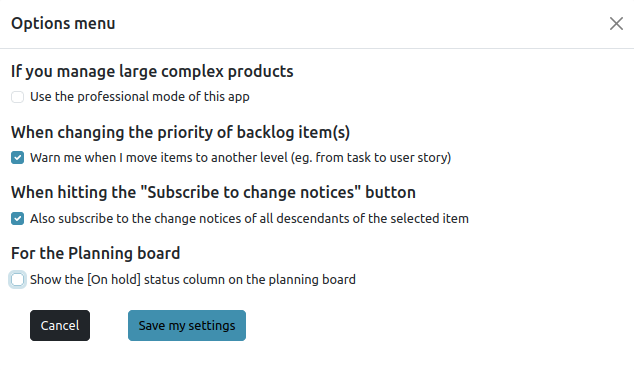 Options menu
If you manage large complex products
Use the professional mode of this app
When changing the priority of backlog item(s)
Warn me when I move items to another level (eg. from task to user story)
When hitting the "Subscribe to change notices" button
Also subscribe to the change notices of all descendants of the selected item
For the Planning board
Show the [On hold] status column on the planning board
Cancel Save my settings